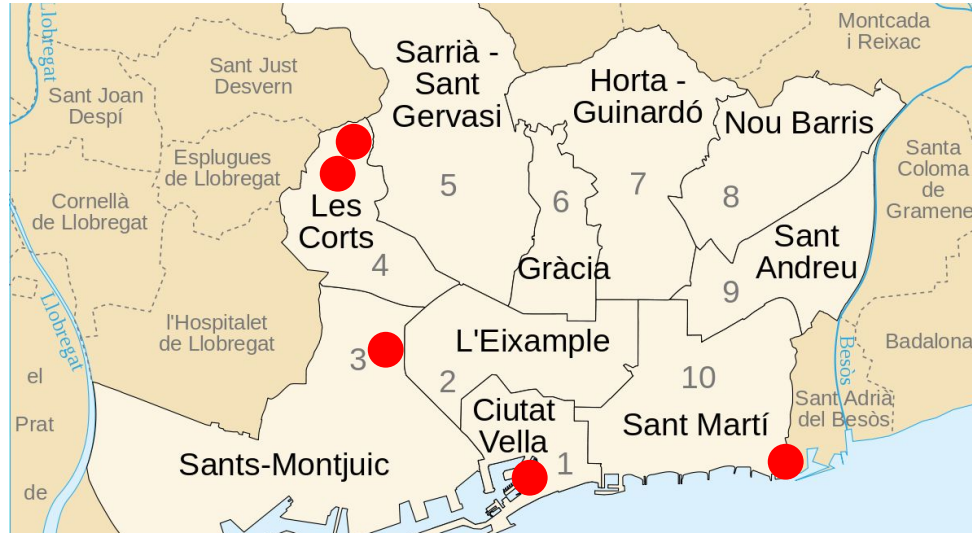 Llobregat
Montcada
i Reixac
Sarrià -
Sant
Gervasi
Horta -
Guinardó
Sant Just
Desvern
Sant Joan
Despí
Nou Barris
Esplugues
de Llobregat
Santa
Coloma
de
Gramene
Cornellà
de Llobregat
Les
Corts
5
6
7
8
Sant
Andreu
4
Gràcia
9
Llobregat
l'Hospitalet
de Llobregat
3
L'Eixample
2
10
Besòs
Badalona
el
Prat
de
Ciutat
Vella
1
Sant Martí
Sant Adrià
del Besòs
Sants-Montjuic